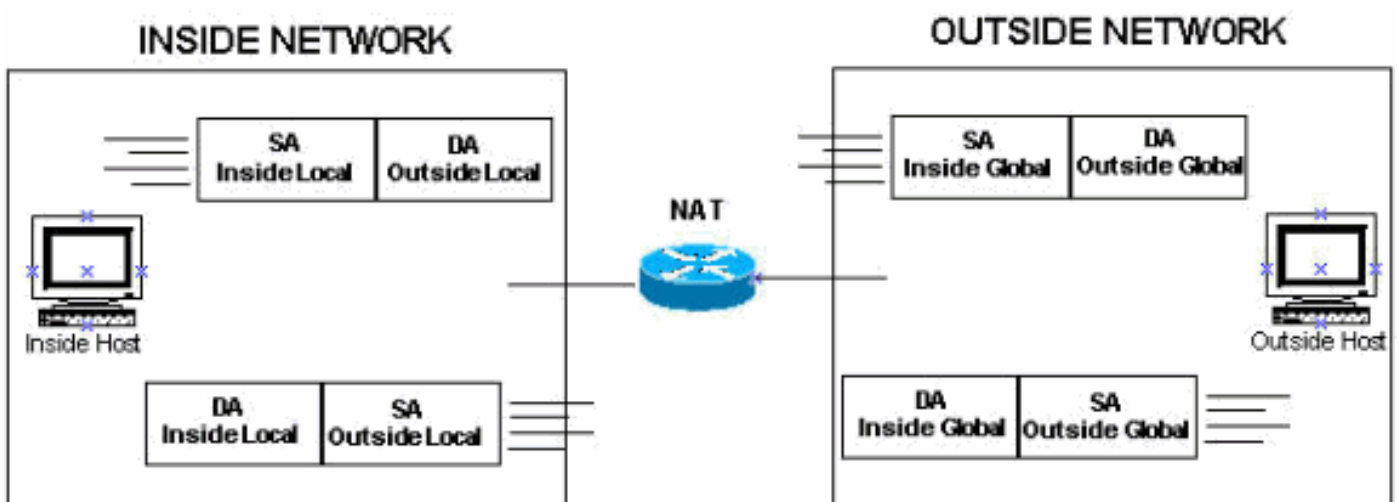 INSIDE NETWORK
OUTSIDE NETWORK
SA
Inside Local
DA
Outside Local
SA
Inside Global
DA
Outside Global
NAT
Inside Host
Outside Host
DA
Inside Local
SA
Outside Local
DA
Inside Global
SA
Outside Global